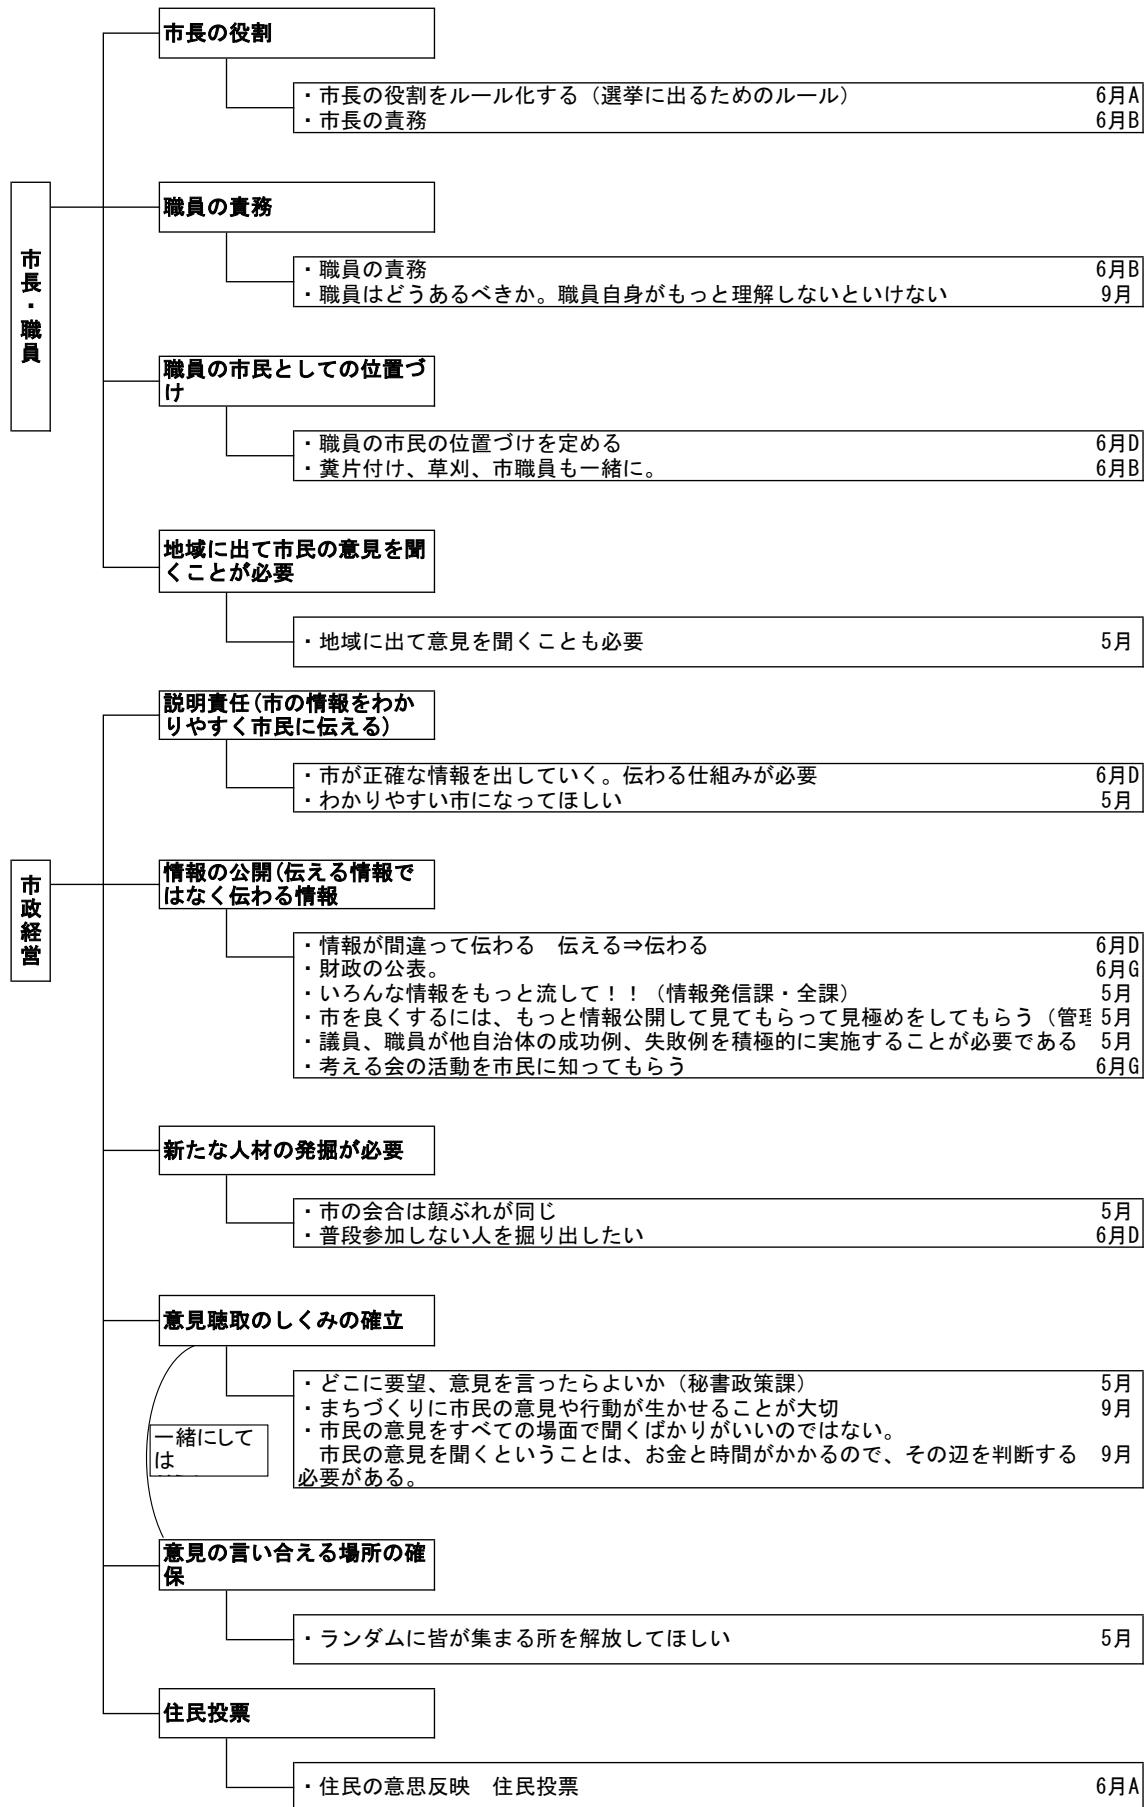 市長・職員
市長の役割
・市長の役割をルール化する（選挙に出るためのルール） 6月A
・市長の責務 6月B
職員の責務
・職員の責務 6月B
・職員はどうあるべきか。職員自身がもっと理解しないといけない 9月
職員の市民としての位置づ
け
・職員の市民の位置づけを定める 6月D
・糞片付け、草刈、市職員も一緒に。 6月B
地域に出て市民の意見を聞
くことが必要
・地域に出て意見を聞くことも必要 5月
市政経営
説明責任(市の情報をわか
りやすく市民に伝える)
・市が正確な情報を出していく。伝わる仕組みが必要 6月D
・わかりやすい市になってほしい 5月
情報の公開(伝える情報で
はなく伝わる情報
・情報が間違って伝わる　伝える⇒伝わる 6月D
・財政の公表。 6月G
・いろんな情報をもっと流して！！（情報発信課・全課） 5月
・市を良くするには、もっと情報公開して見てもらって見極めをしてもらう（管理 5月
・議員、職員が他自治体の成功例、失敗例を積極的に実施することが必要である 5月
・考える会の活動を市民に知ってもらう 6月G
新たな人材の発掘が必要
・市の会合は顔ぶれが同じ 5月
・普段参加しない人を掘り出したい 6月D
意見聴取のしくみの確立
・どこに要望、意見を言ったらよいか（秘書政策課） 5月
・まちづくりに市民の意見や行動が生かせることが大切 9月
・市民の意見をすべての場面で聞くばかりがいいのではない。
市民の意見を聞くということは、お金と時間がかかるので、その辺を判断する 9月
必要がある。
一緒にして
は
意見の言い合える場所の確
保
・ランダムに皆が集まる所を解放してほしい 5月
住民投票
・住民の意思反映　住民投票 6月A